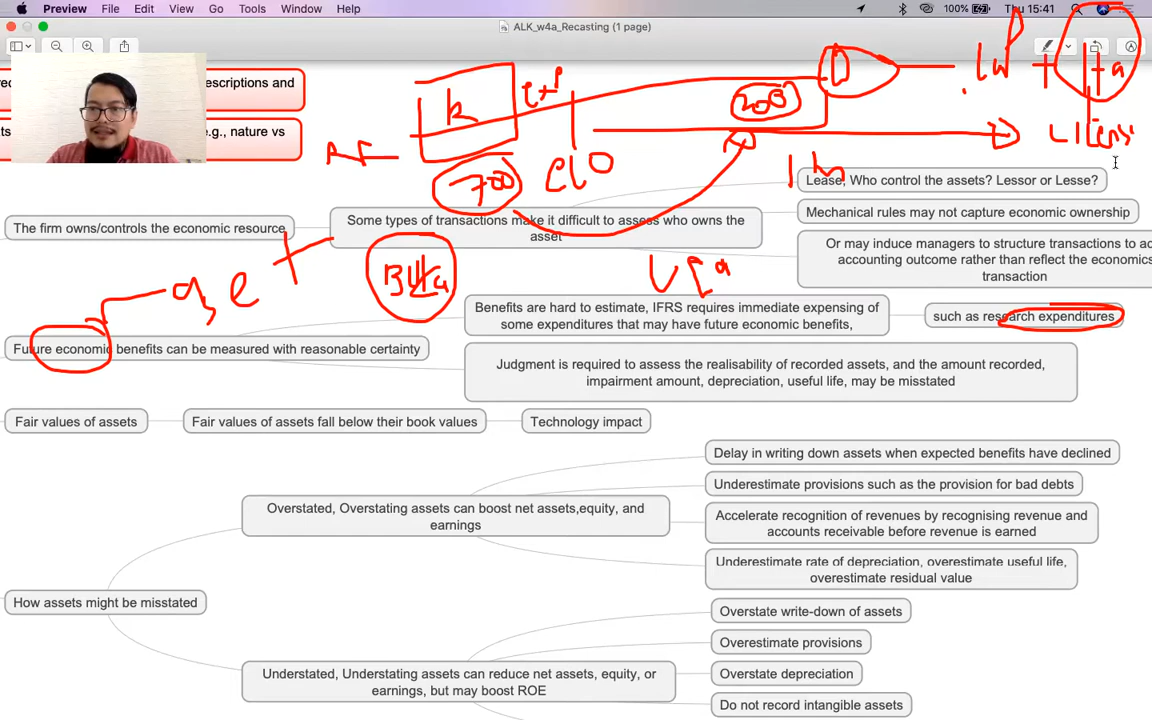 Preview File Edit View Go Tools Window Help 100% Thu 15:41
ALK_w4a_Recasting (1 page)
escriptions and
e.g., nature vs
k
700
200
Lease, Who control the assets? Lessor or Lesse?
Mechanical rules may not capture economic ownership
The firm owns/controls the economic resource
Some types of transactions make it difficult to assess who owns the
asset
Or may induce managers to structure transactions to ac
accounting outcome rather than reflect the economics
transaction
Benefits are hard to estimate, IFRS requires immediate expensing of
some expenditures that may have future economic benefits,
such as research expenditures
Future economic benefits can be measured with reasonable certainty
Judgment is required to assess the realisability of recorded assets, and the amount recorded,
impairment amount, depreciation, useful life, may be misstated
Fair values of assets
Fair values of assets fall below their book values
Technology impact
Delay in writing down assets when expected benefits have declined
Underestimate provisions such as the provision for bad debts
Overstated, Overstating assets can boost net assets,equity, and
earnings
Accelerate recognition of revenues by recognising revenue and
accounts receivable before revenue is earned
Underestimate rate of depreciation, overestimate useful life,
overestimate residual value
How assets might be misstated
Overstate write-down of assets
Overestimate provisions
Understated, Understating assets can reduce net assets, equity, or
earnings, but may boost ROE
Overstate depreciation
Do not record intangible assets